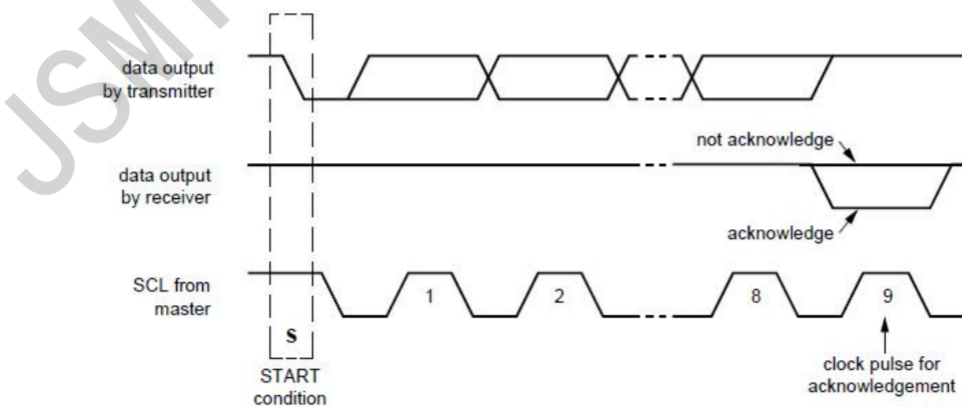 data output
by transmitter
not acknowledge
data output
by receiver
acknowledge
SCL from
master
1
2
8
9
S
START
condition
clock pulse for
acknowledgement